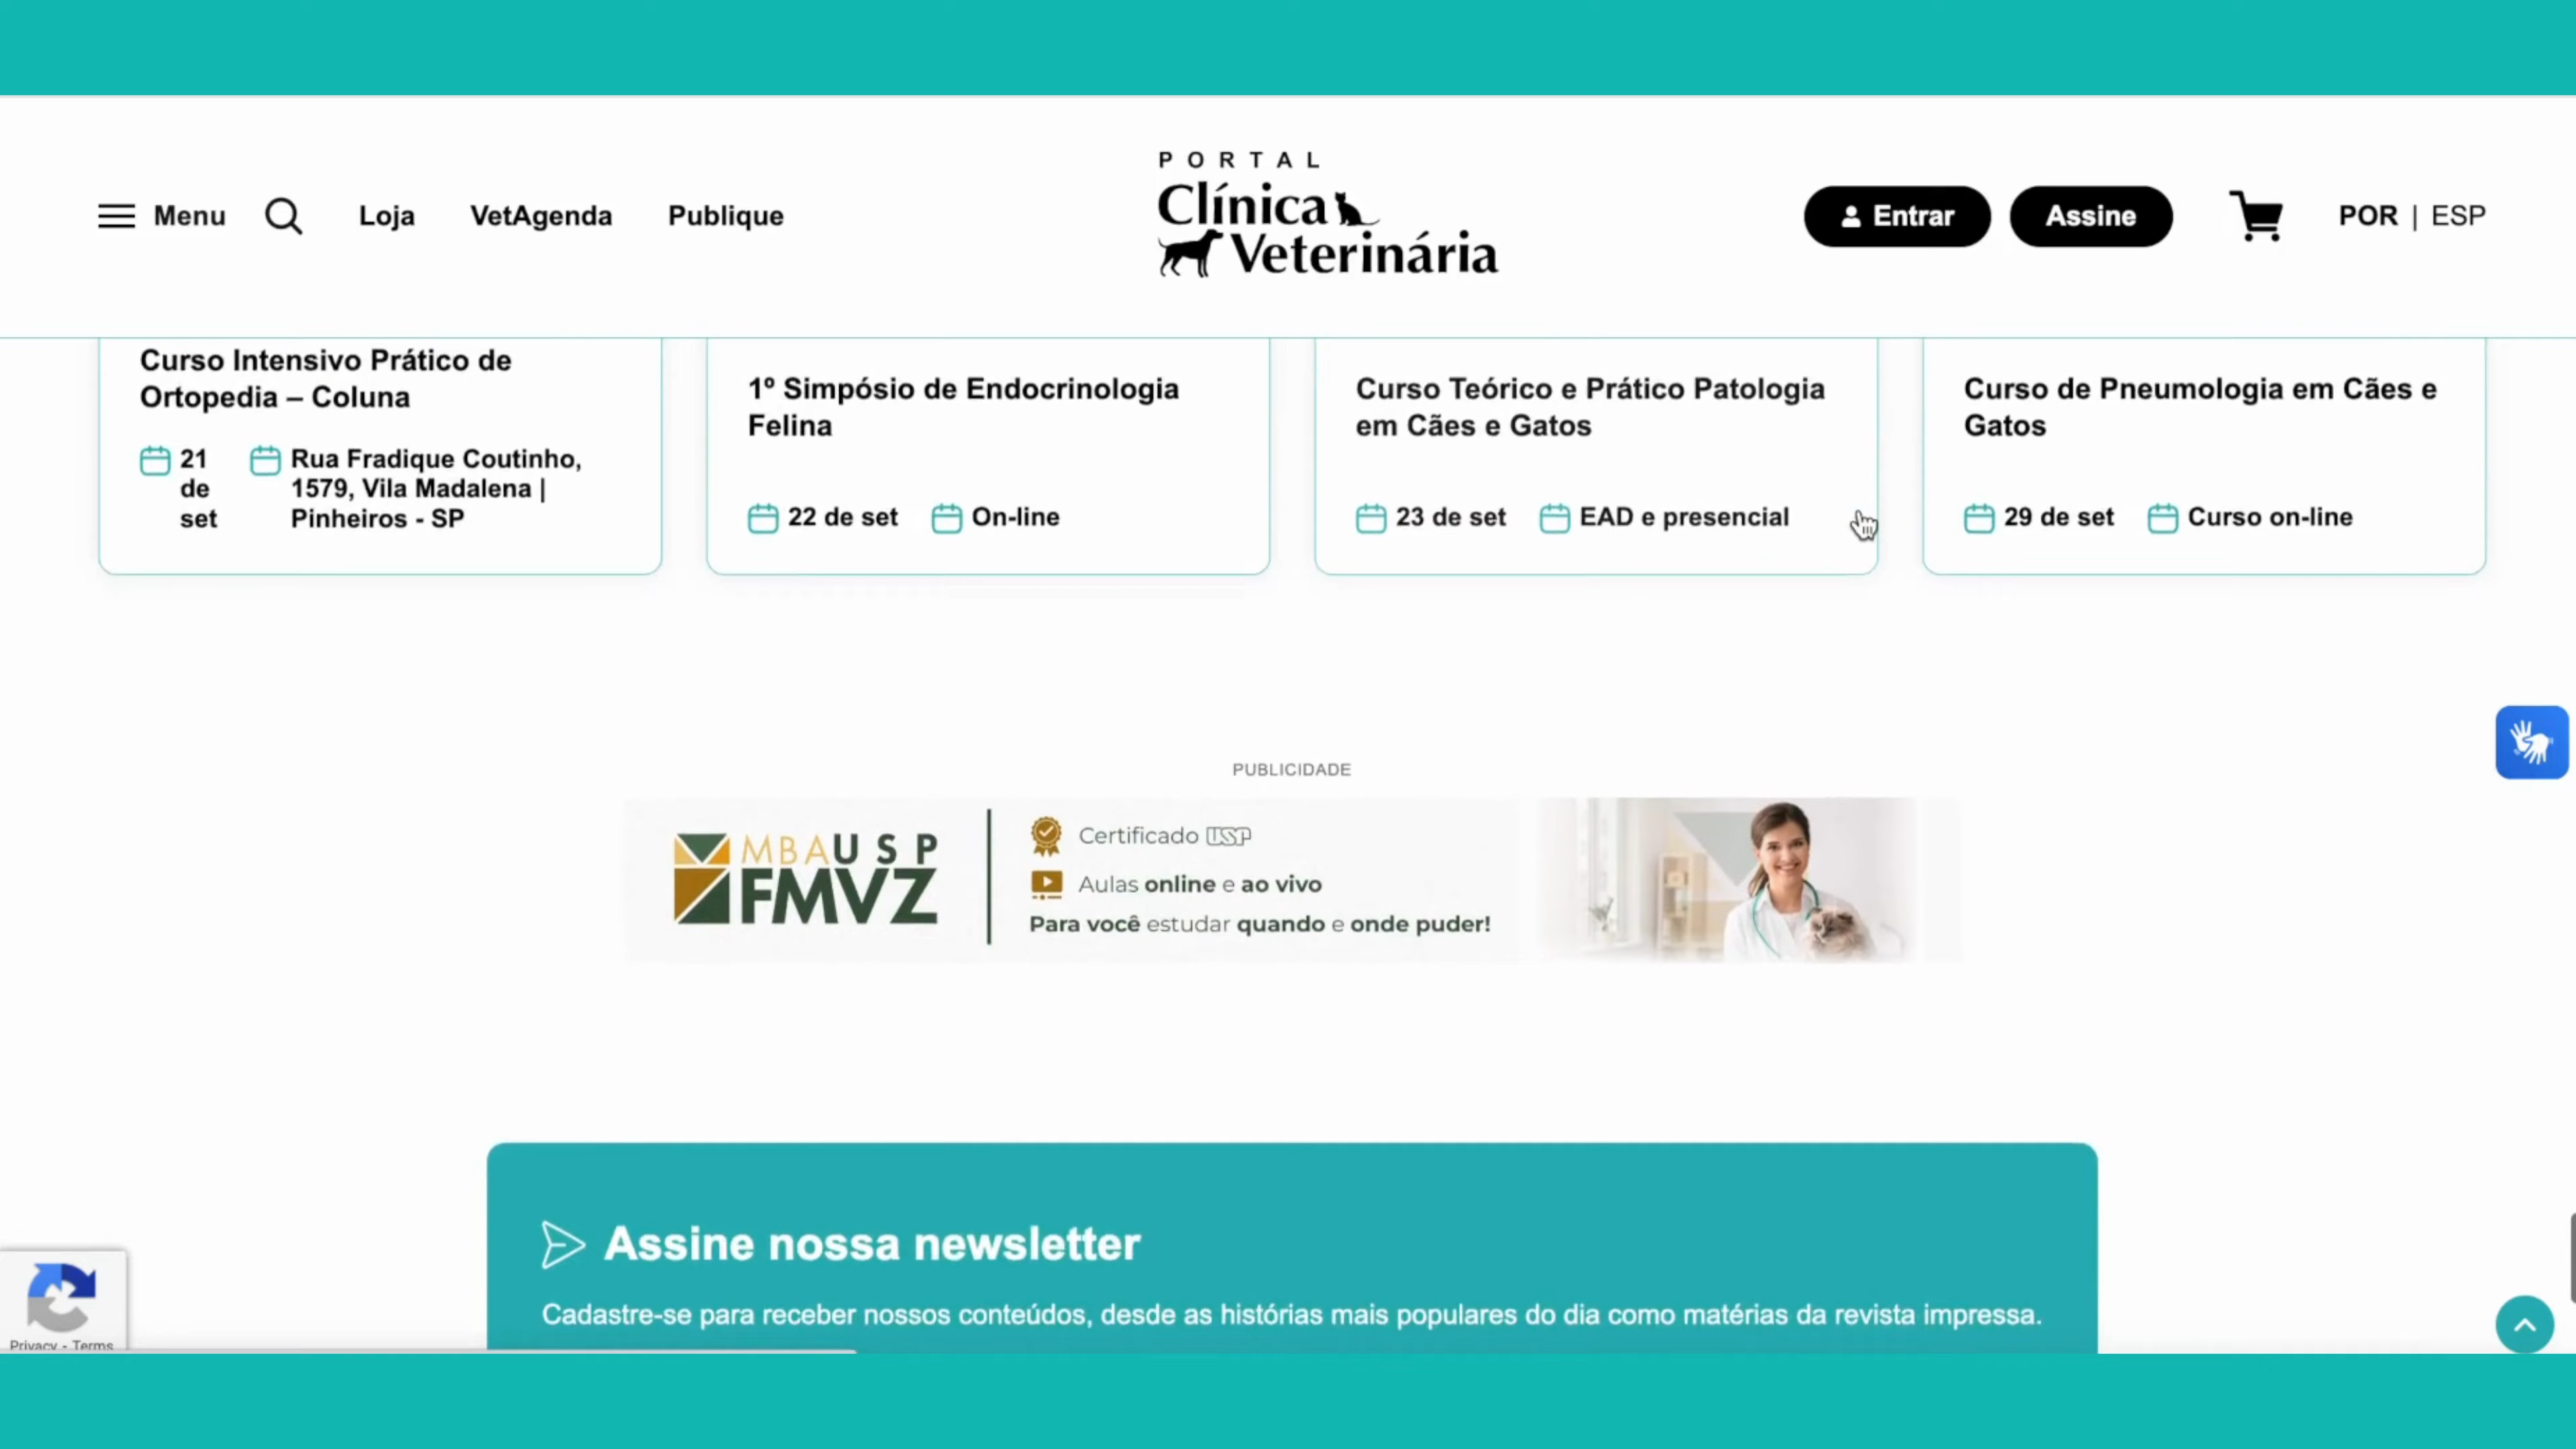 Menu
Loja
VetAgenda
Publique
PORTAL
Clínica
Veterinária
Entrar
Assine
POR | ESP
Curso Intensivo Prático de
Ortopedia – Coluna
21
de
set
Rua Fradique Coutinho,
1579, Vila Madalena |
Pinheiros - SP
1º Simpósio de Endocrinologia
Felina
22 de set
On-line
Curso Teórico e Prático Patologia
em Cães e Gatos
23 de set
EAD e presencial
Curso de Pneumologia em Cães e
Gatos
29 de set
Curso on-line
PUBLICIDADE
MBAUSP
FMVZ
Certificado USP
Aulas online e ao vivo
Para você estudar quando e onde puder!
Assine nossa newsletter
Cadastre-se para receber nossos conteúdos, desde as histórias mais populares do dia como matérias da revista impressa.
Privacy - Terms